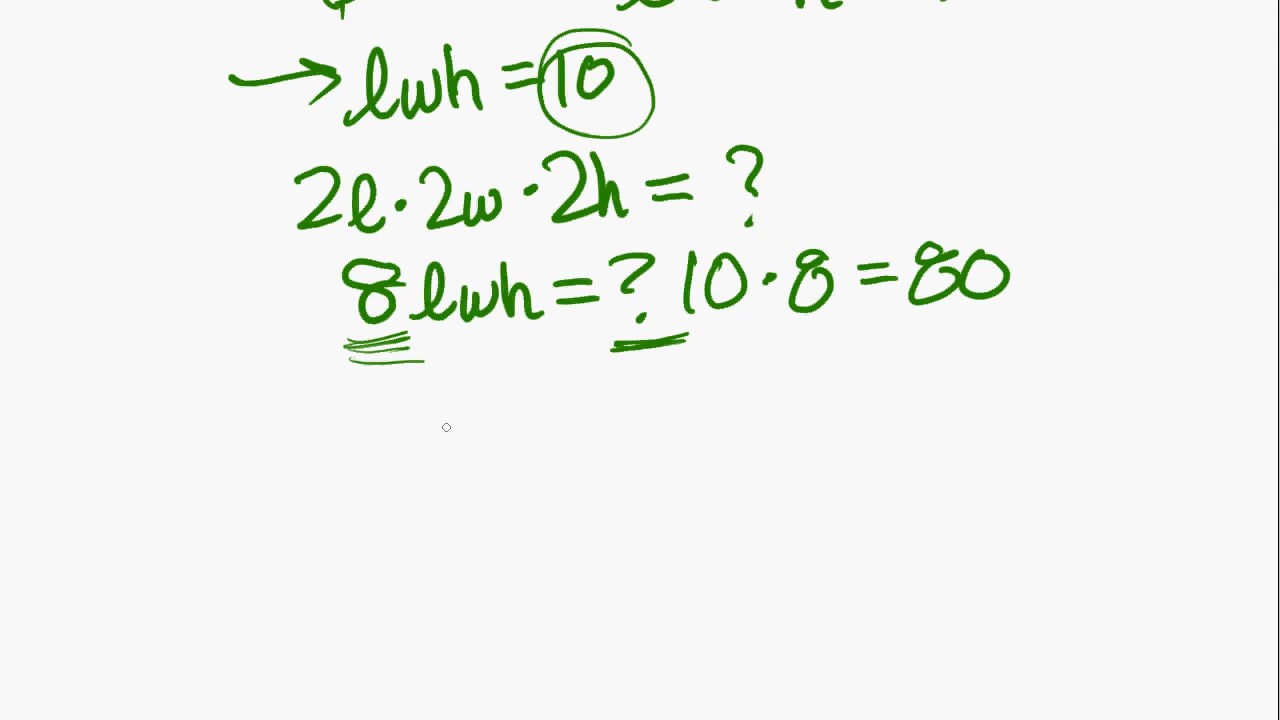 → lwh = 10
2l · 2w · 2h = ?
8lwh = ? 10 · 8 = 80